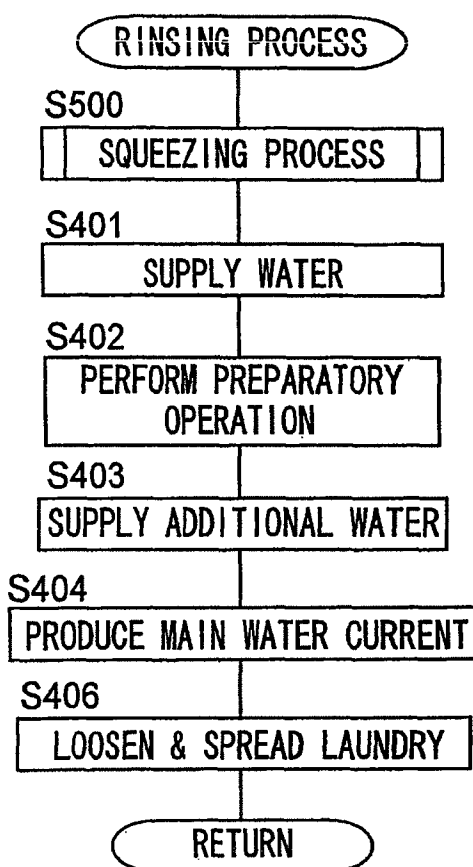 RINSING PROCESS
S500
SQUEEZING PROCESS
S401
SUPPLY WATER
S402
PERFORM PREPARATORY
OPERATION
S403
SUPPLY ADDITIONAL WATER
S404
PRODUCE MAIN WATER CURRENT
S406
LOOSEN & SPREAD LAUNDRY
RETURN